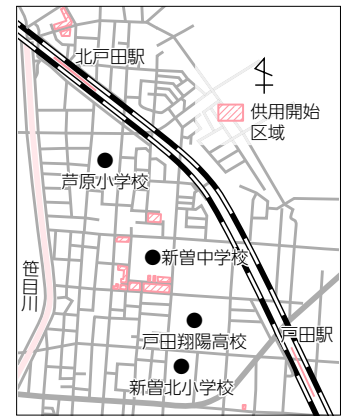 北戸田駅
供用開始
区域
芦原小学校
新曽中学校
笹目川
戸田翔陽高校
戸田駅
新曽北小学校